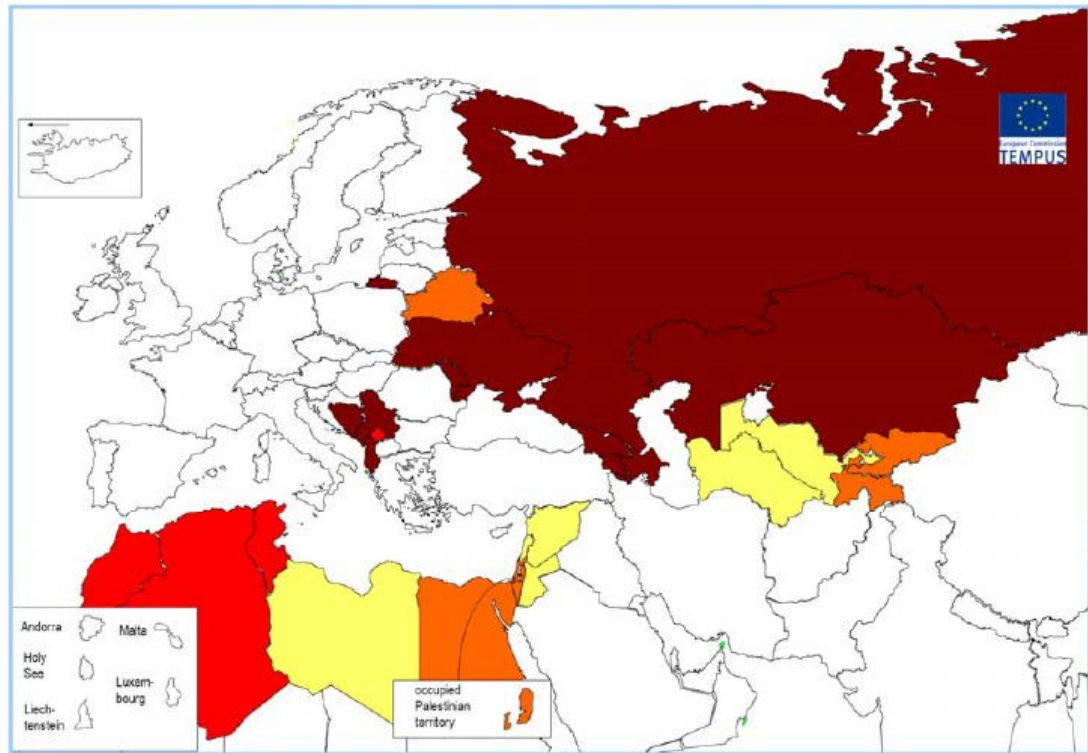 European Commission
TEMPUS
Andorra
Malta
Holy
See
Luxem-
bourg
Liech-
tenstein
occupied
Palestinian
territory